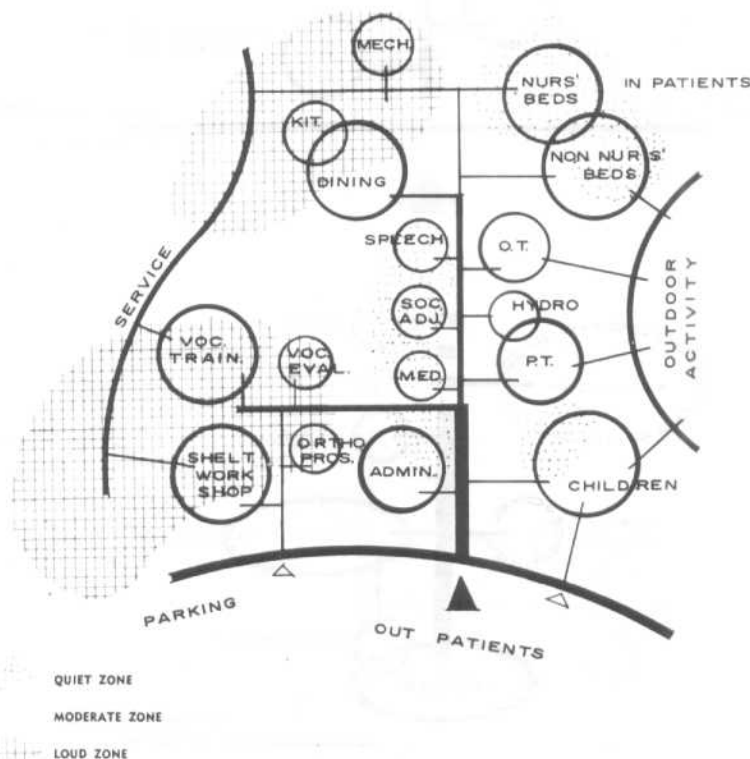 MECH.
NURS'
BEDS
IN PATIENTS
KIT.
DINING
NON NURS'
BEDS
SPEECH
O.T.
SERVICE
SOC.
ADJ.
HYDRO
OUTDOOR
ACTIVITY
VOC.
TRAIN.
VOC.
EVAL.
MED.
P.T.
SHELT.
WORK
SHOP
ORTHO
PROS.
ADMIN.
CHILDREN
PARKING
OUT PATIENTS
QUIET ZONE
MODERATE ZONE
LOUD ZONE